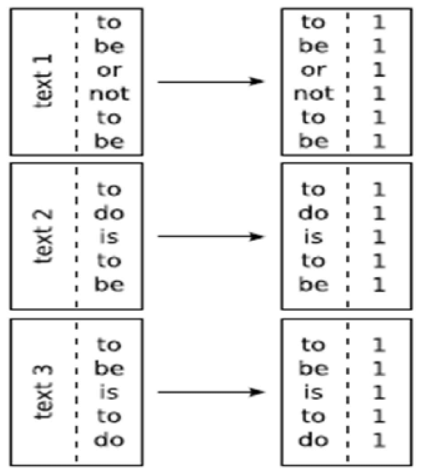 text 1
to
be
or
not
to
be
to 1
be 1
or 1
not 1
to 1
be 1
text 2
to
do
is
to
be
to 1
do 1
is 1
to 1
be 1
text 3
to
be
is
to
do
to 1
be 1
is 1
to 1
do 1